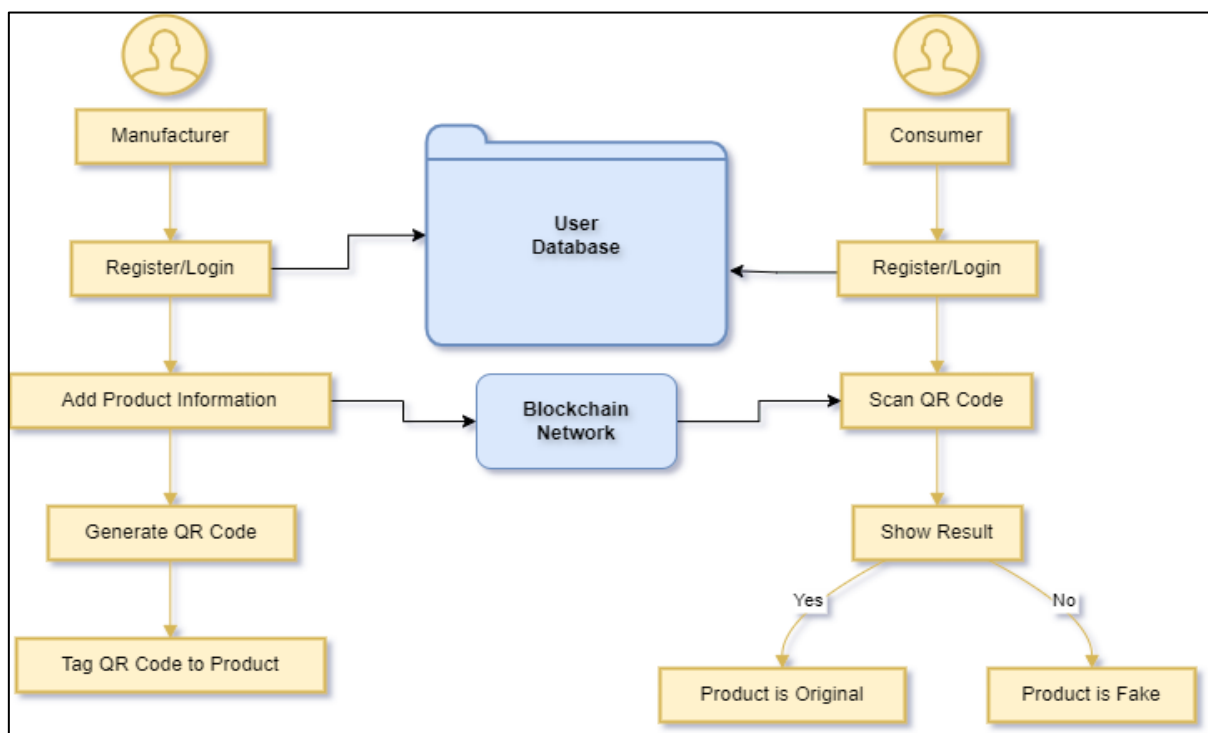 Manufacturer
Consumer
User
Database
Register/Login
Register/Login
Add Product Information
Blockchain
Network
Scan QR Code
Generate QR Code
Show Result
Yes
No
Tag QR Code to Product
Product is Original
Product is Fake